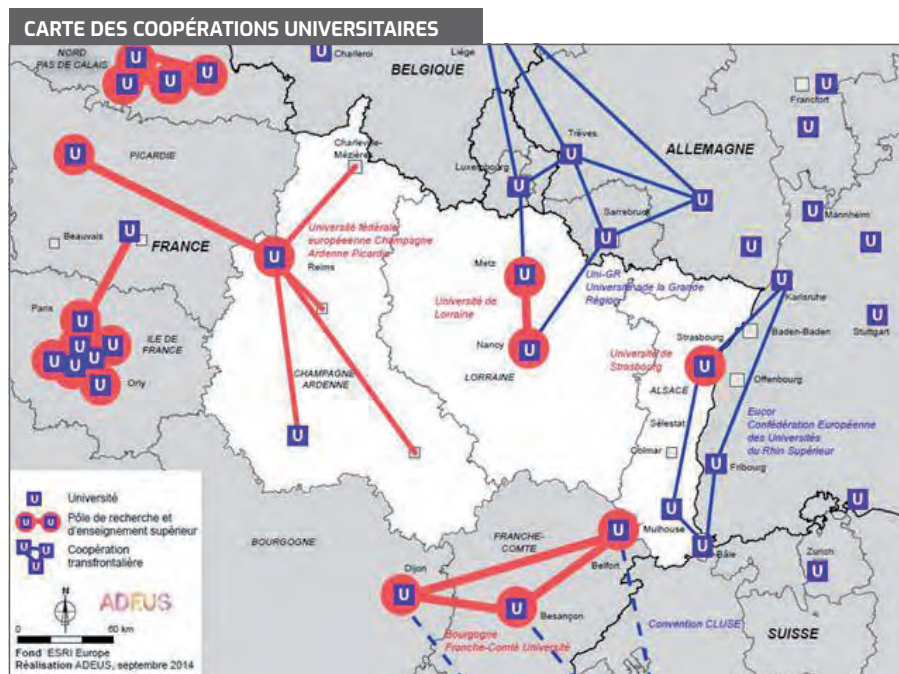 CARTE DES COOPÉRATIONS UNIVERSITAIRES
NORD
PAS DE CALAIS
U
U
U
U
U
Charleroi
Liège
BELGIQUE
Francfort
U
U
PICARDIE
U
Charleville-
Mézières
Luxembourg
U
Trèves
U
ALLEMAGNE
Beauvais
U
FRANCE
Université fédérale
européeenne Champagne
Ardenne Picardie
U
Reims
Sarrebruck
U
U
U
Mannheim
U
U
Metz
U
Uni-GR
Universitéade la Grande
Région
Université de
Lorraine
U
Karlsruhe
Paris
U
U
U
U
U
U
U
U
Orly
ILE DE
FRANCE
Nancy
U
LORRAINE
Strasbourg
Université de
Strasbourg
U
Baden-Baden
U
Stuttgart
CHAMPAGNE
ARDENNE
ALSACE
Offenbourg
U
Sélestat
Colmar
Eucor
Confédération Européenne
des Universités
du Rhin Supérieur
U
Fribourg
U
Mulhouse
U
Bâle
U
Zurich
U
SUISSE
BOURGOGNE
FRANCHE-
COMTE
U
Belfort
Dijon
U
U
Besançon
Bourgogne
Franche-Comté Université
Convention CLUSE
U
Université
U
U
Pôle de recherche et
d'enseignement supérieur
U
U
U
Coopération
transfrontalière
N
ADEUS
0
60 km
Fond ESRI Europe
Réalisation ADEUS, septembre 2014